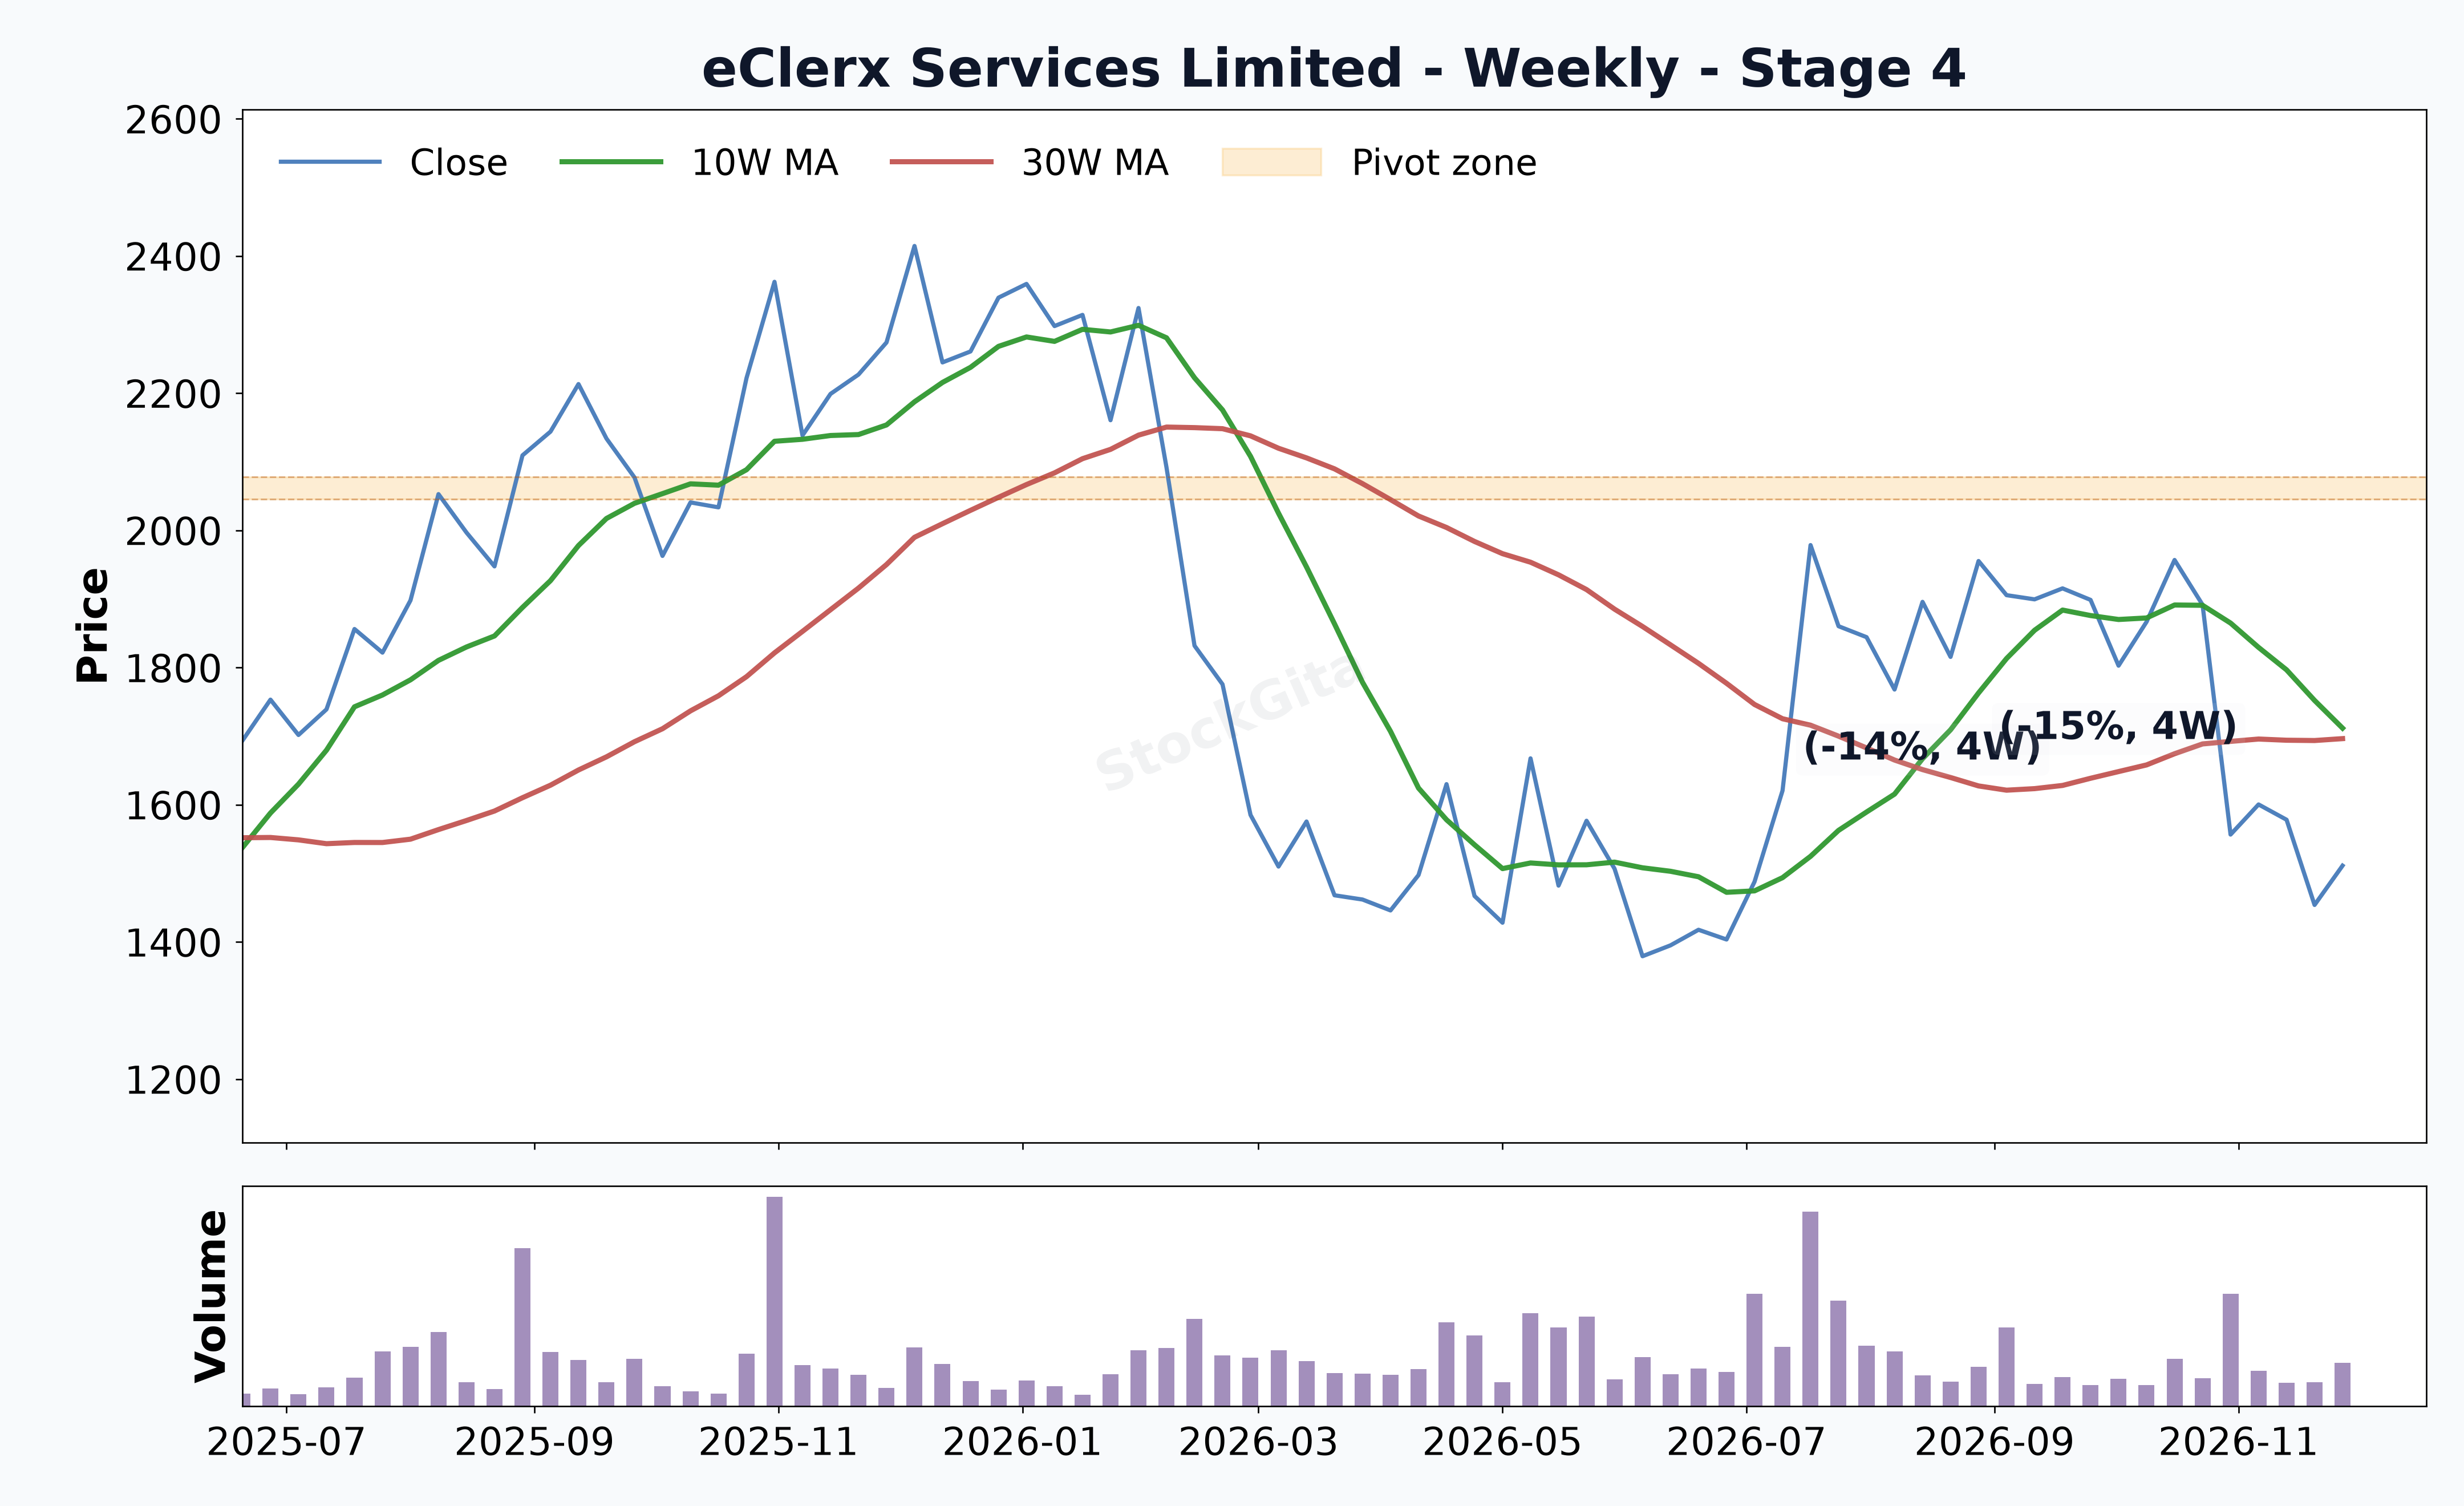 eClerx Services Limited - Weekly - Stage 4
Close 10W MA 30W MA Pivot zone
Price
2600
2400
2200
2000
1800
1600
1400
1200
StockGita
(-14%, 4W)
(-15%, 4W)
Volume
2025-07 2025-09 2025-11 2026-01 2026-03 2026-05 2026-07 2026-09 2026-11